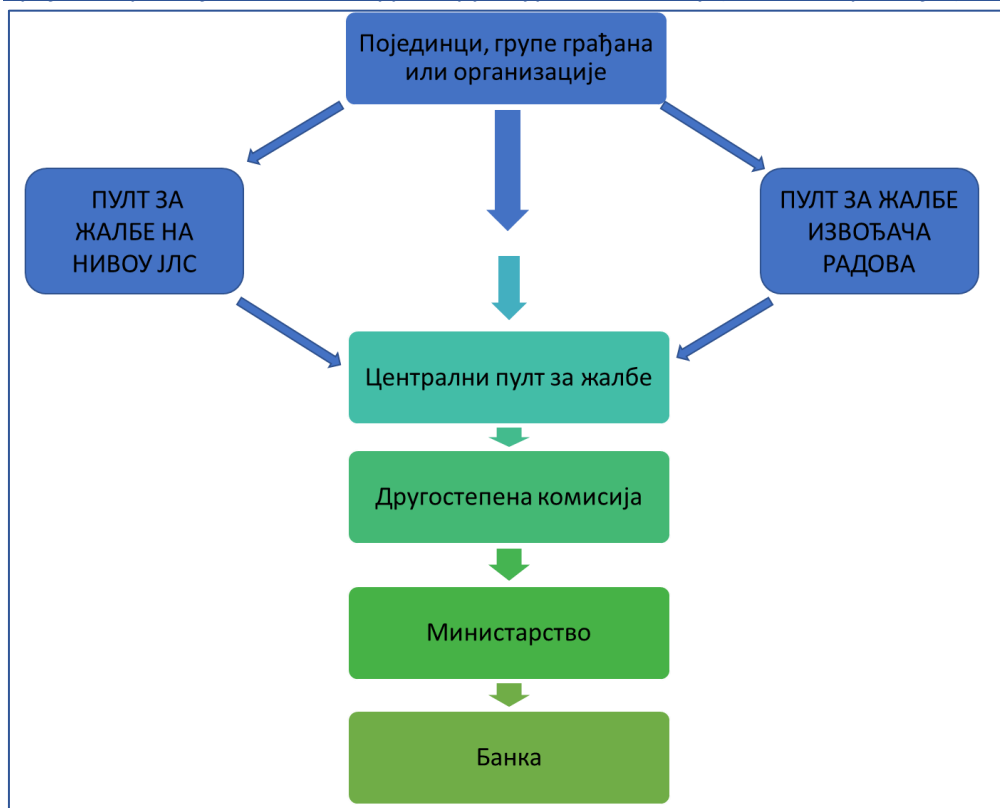 Појединци, групе грађана
или организације
ПУЛТ ЗА
ЖАЛБЕ НА
НИВОУ ЈЛС
ПУЛТ ЗА ЖАЛБЕ
ИЗВОЂАЧА
РАДОВА
Централни пулт за жалбе
Другостепена комисија
Министарство
Банка